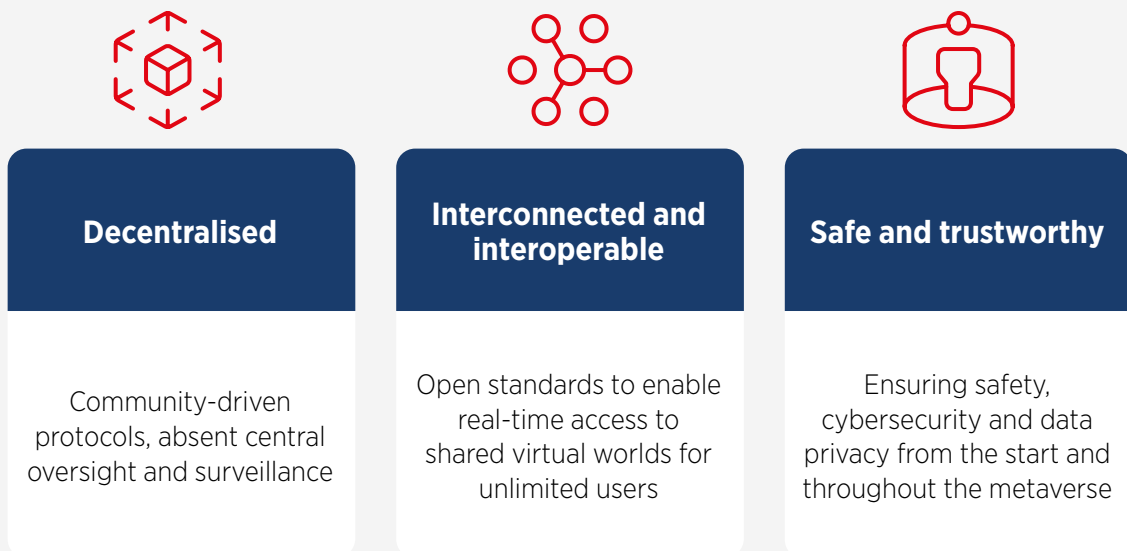 Decentralised
Community-driven
protocols, absent central
oversight and surveillance
Interconnected and
interoperable
Open standards to enable
real-time access to
shared virtual worlds for
unlimited users
Safe and trustworthy
Ensuring safety,
cybersecurity and data
privacy from the start and
throughout the metaverse